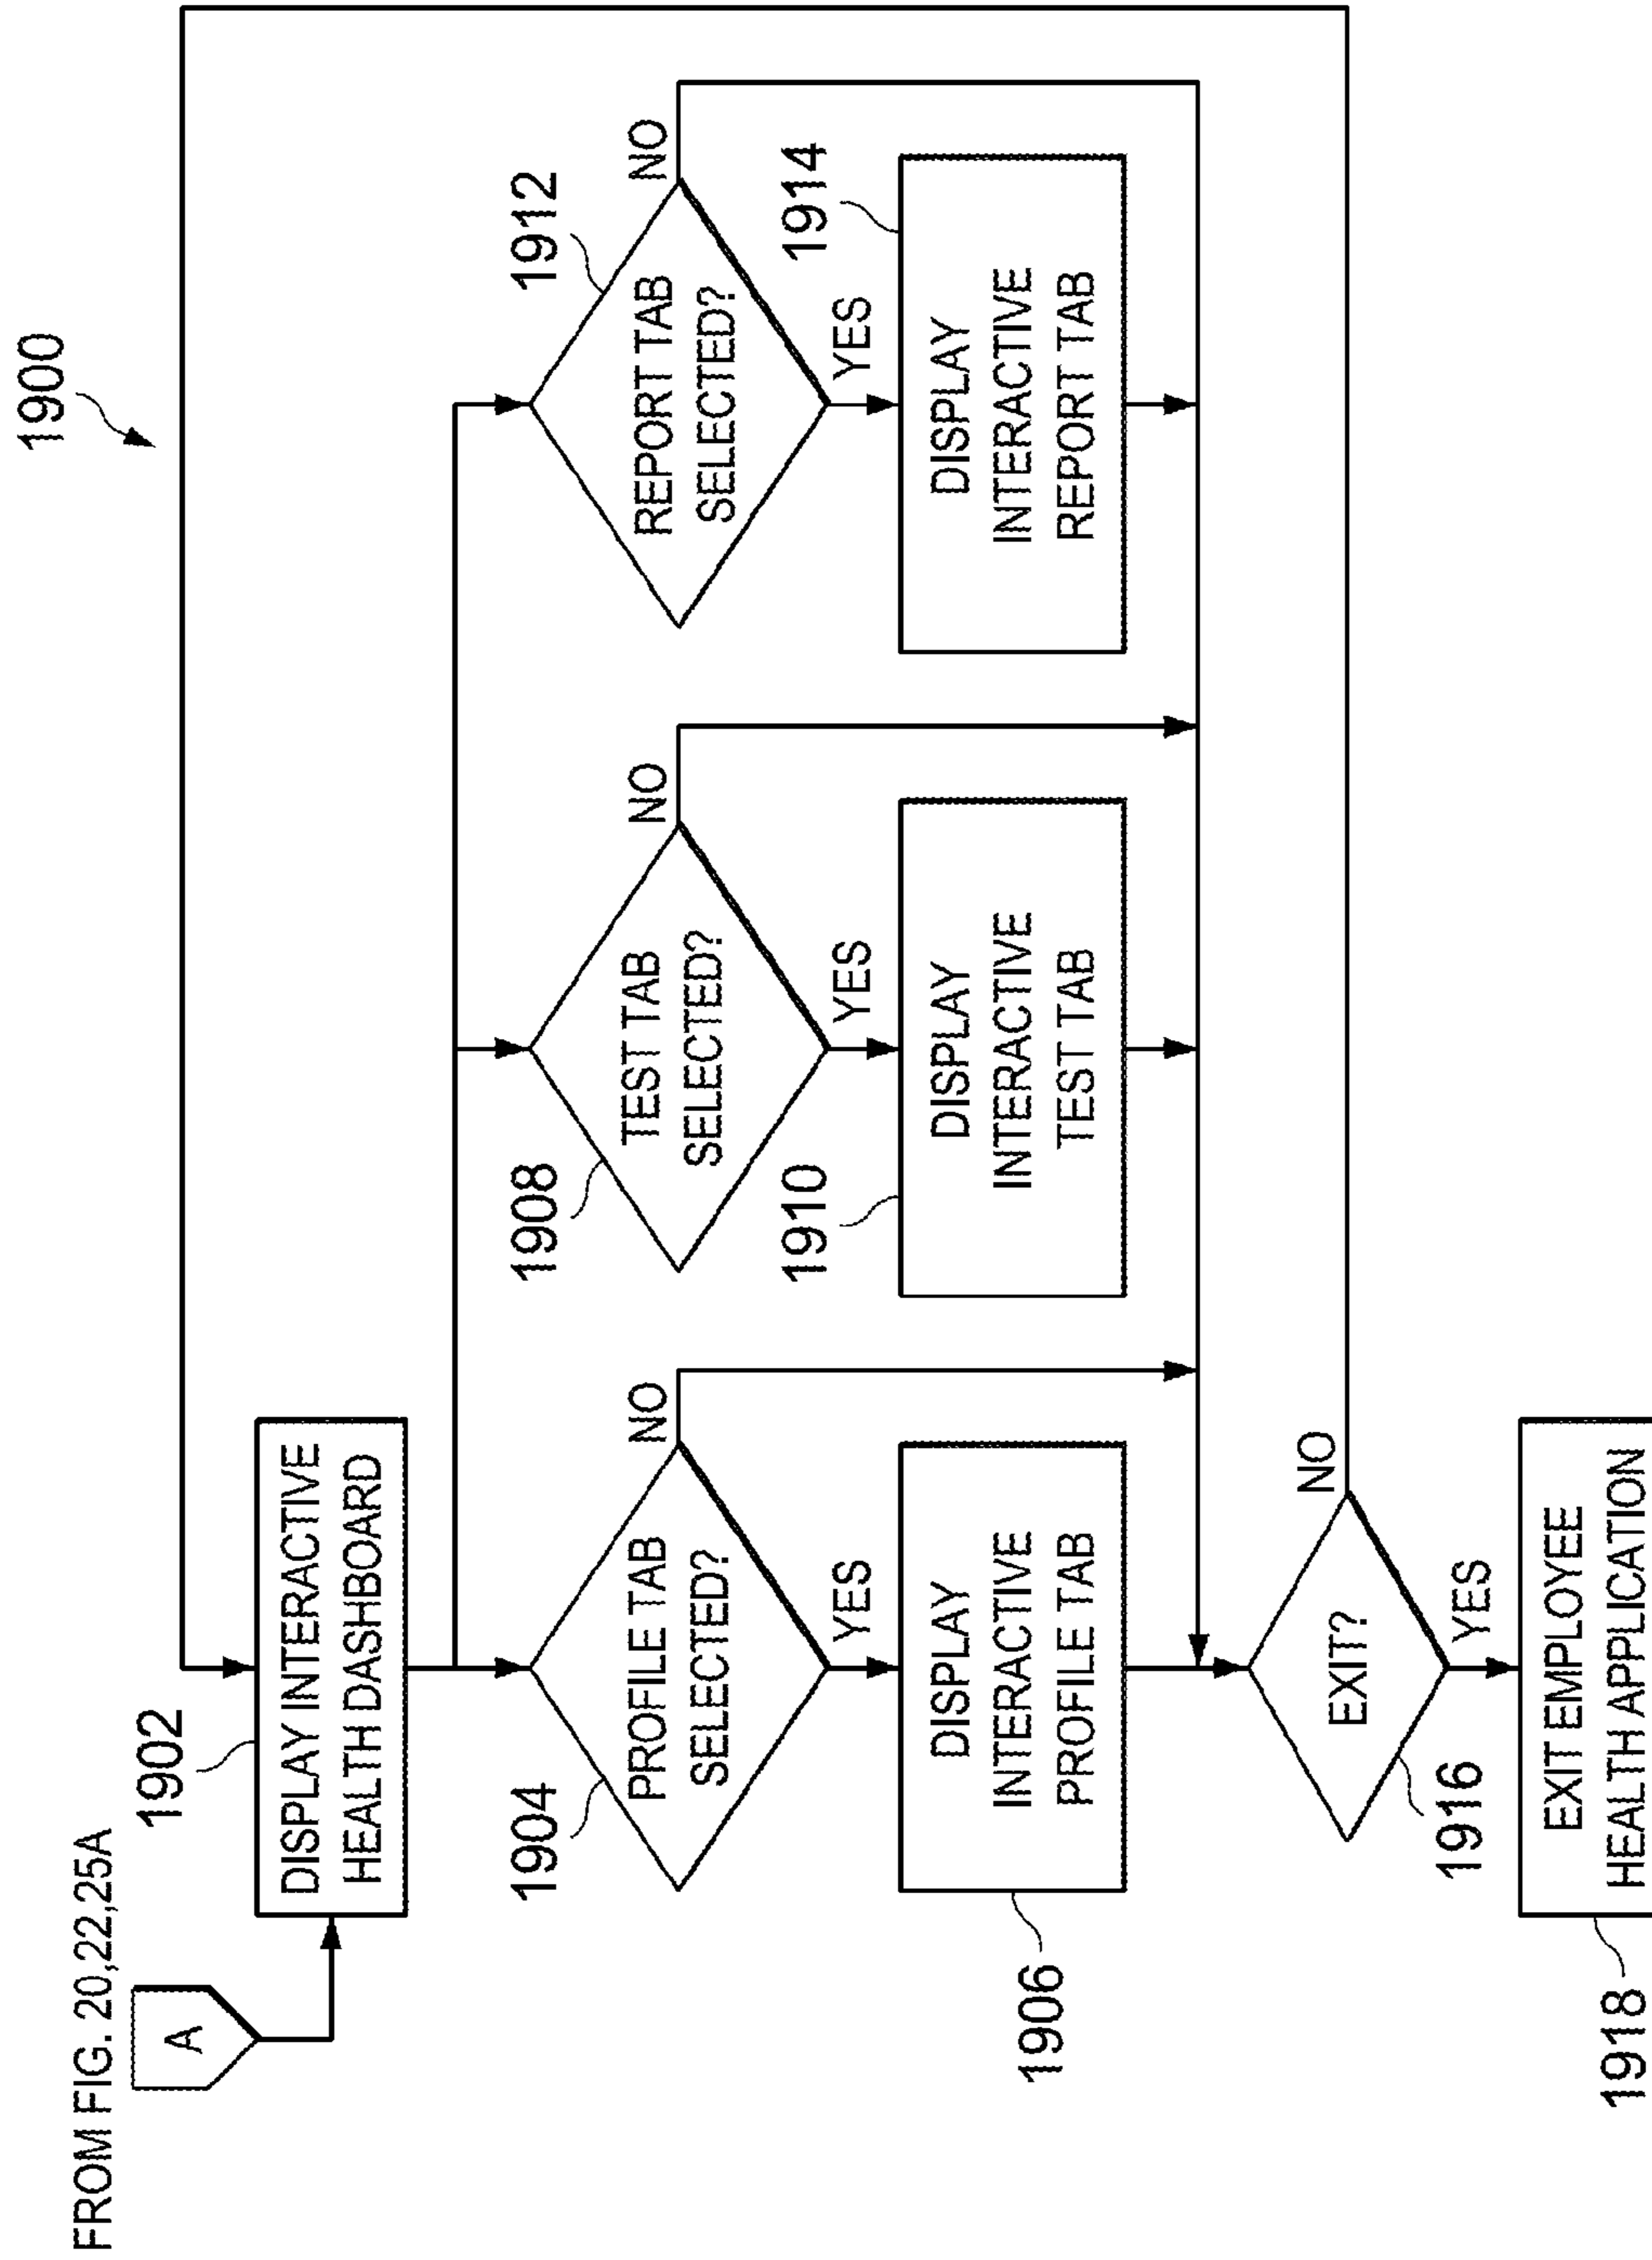 1900
FROM FIG. 20,22,25A
A
1902
DISPLAY INTERACTIVE
HEALTH DASHBOARD
1904
PROFILE TAB
SELECTED?
NO
YES
1908
TEST TAB
SELECTED?
NO
YES
1912
REPORT TAB
SELECTED?
NO
YES
1906
DISPLAY
INTERACTIVE
PROFILE TAB
1910
DISPLAY
INTERACTIVE
TEST TAB
1914
DISPLAY
INTERACTIVE
REPORT TAB
EXIT?
NO
1916
YES
1918
EXIT EMPLOYEE
HEALTH APPLICATION